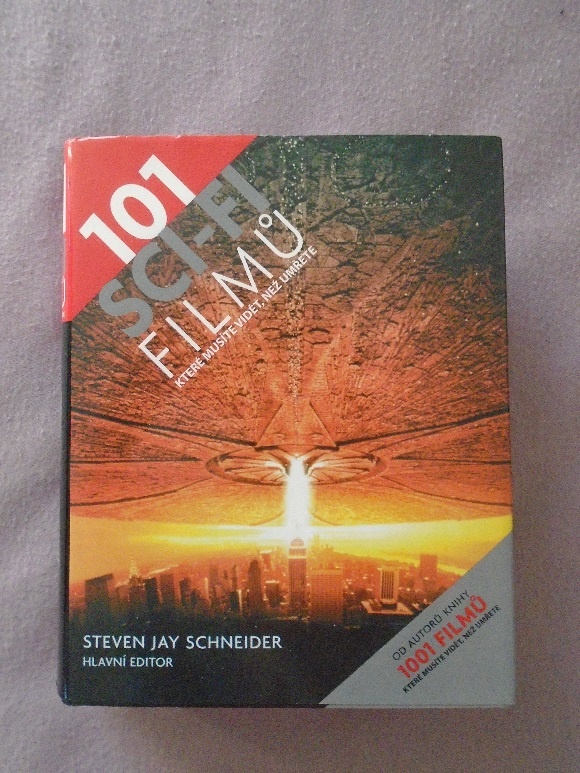 101
SCI-FI
FILMŮ
KTERÉ MUSÍTE VIDĚT, NEŽ UMŘETE
STEVEN JAY SCHNEIDER
HLAVNÍ EDITOR
OD AUTORŮ KNIHY
1001 FILMŮ
KTERÉ MUSÍTE VIDĚT, NEŽ UMŘETE